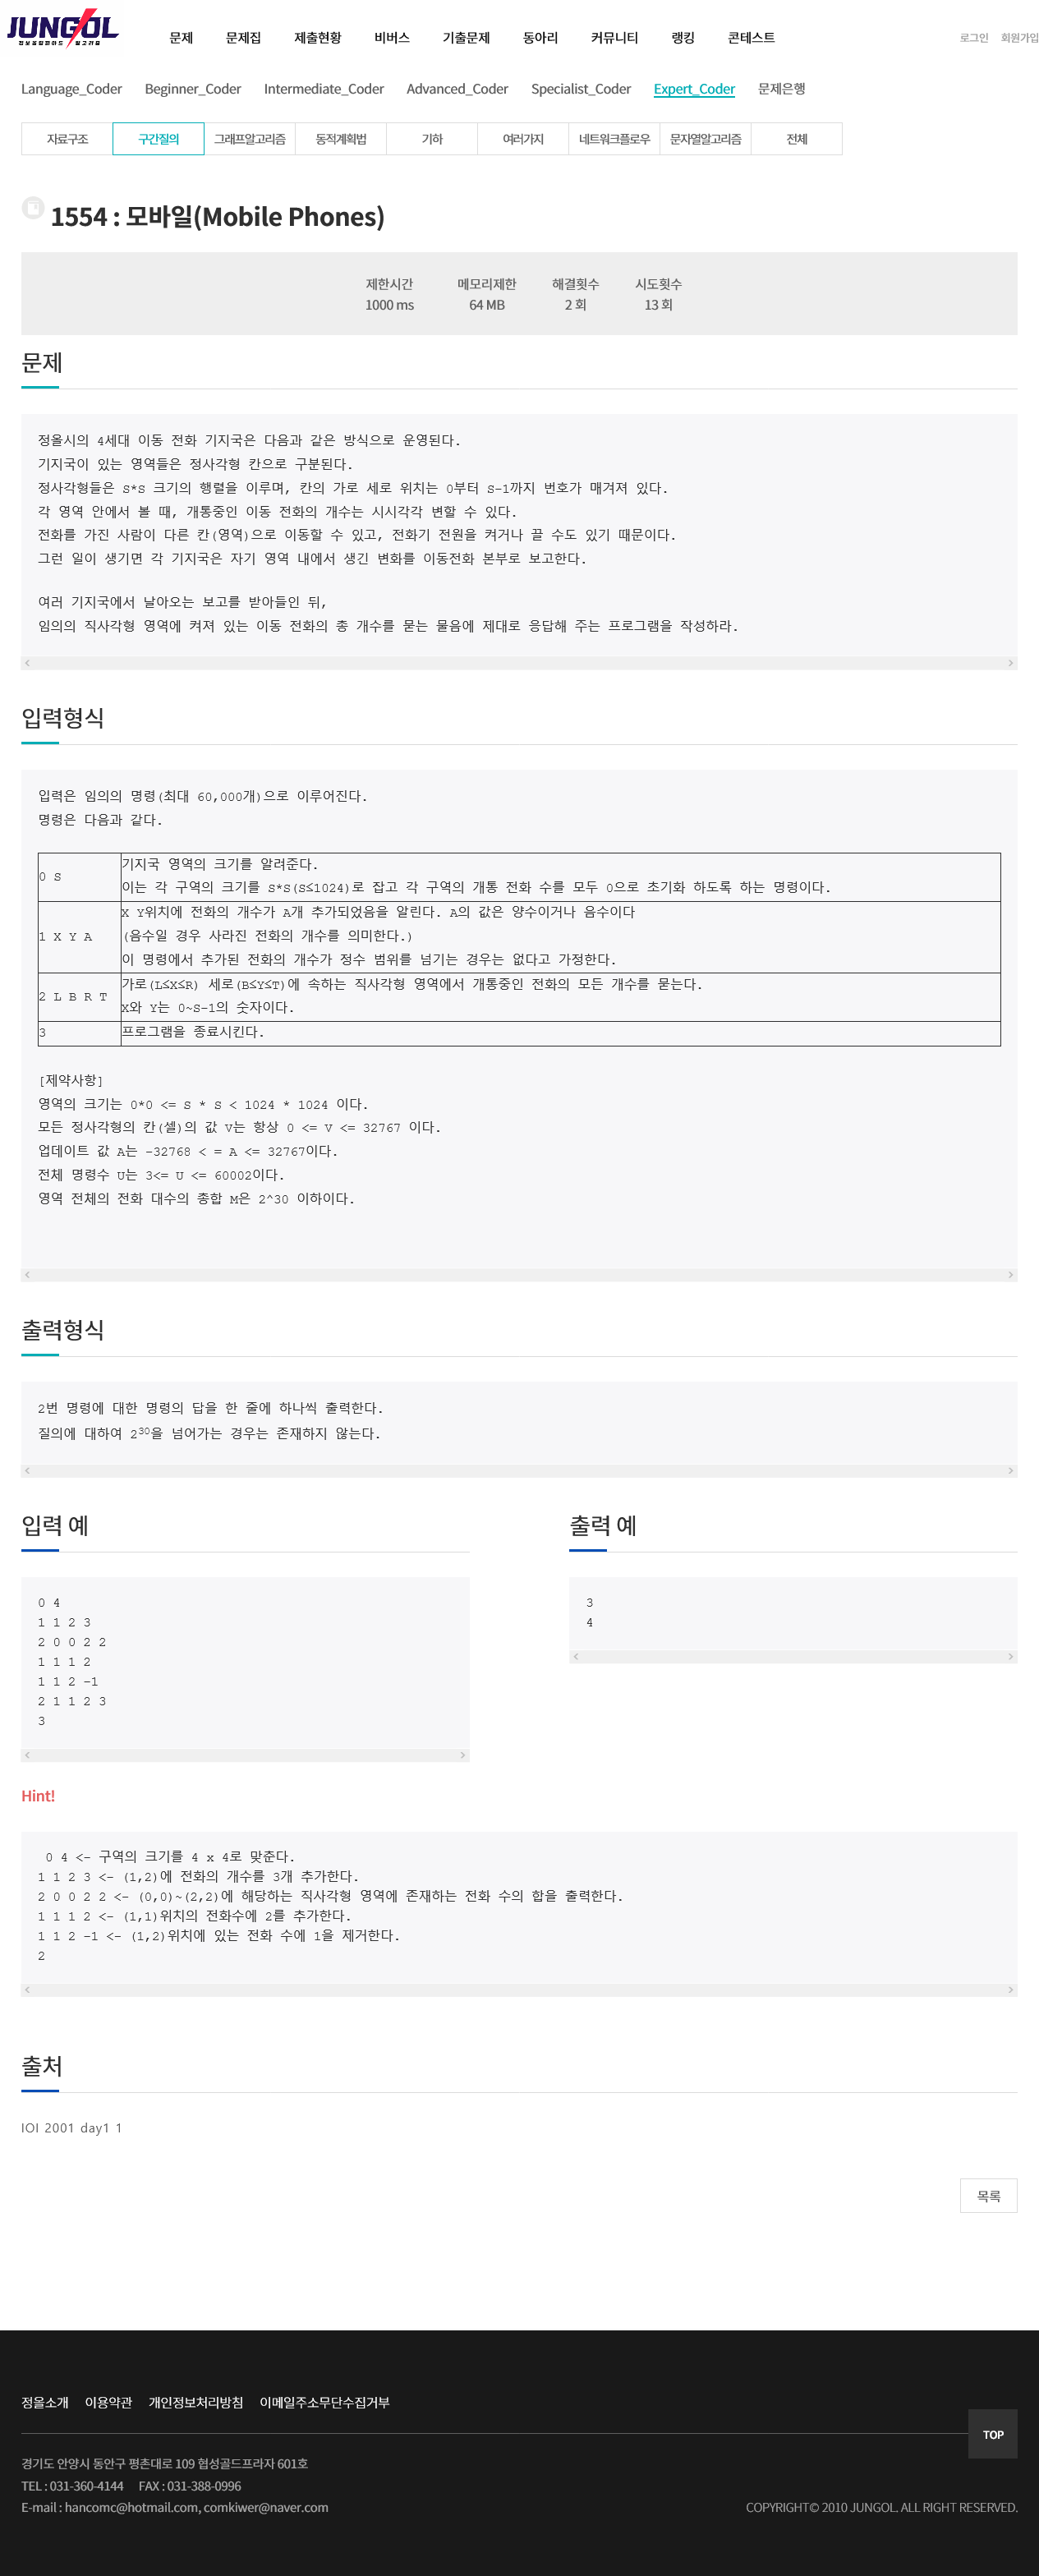 JUNGOL
정보올림피아드 알고리즘
문제 문제집 제출현황 비버스 기출문제 동아리 커뮤니티 랭킹 콘테스트 로그인 회원가입
Language_Coder Beginner_Coder Intermediate_Coder Advanced_Coder Specialist_Coder Expert_Coder 문제은행
자료구조 구간질의 그래프알고리즘 동적계획법 기하 여러가지 네트워크플로우 문자열알고리즘 전체
1554 : 모바일(Mobile Phones)
제한시간 메모리제한 해결횟수 시도횟수
1000 ms 64 MB 2 회 13 회
문제
정올시의 4세대 이동 전화 기지국은 다음과 같은 방식으로 운영된다.
기지국이 있는 영역들은 정사각형 칸으로 구분된다.
정사각형들은 S*S 크기의 행렬을 이루며, 칸의 가로 세로 위치는 0부터 S-1까지 번호가 매겨져 있다.
각 영역 안에서 볼 때, 개통중인 이동 전화의 개수는 시시각각 변할 수 있다.
전화를 가진 사람이 다른 칸(영역)으로 이동할 수 있고, 전화기 전원을 켜거나 끌 수도 있기 때문이다.
그런 일이 생기면 각 기지국은 자기 영역 내에서 생긴 변화를 이동전화 본부로 보고한다.
여러 기지국에서 날아오는 보고를 받아들인 뒤,
임의의 직사각형 영역에 켜져 있는 이동 전화의 총 개수를 묻는 물음에 제대로 응답해 주는 프로그램을 작성하라.
입력형식
입력은 임의의 명령(최대 60,000개)으로 이루어진다.
명령은 다음과 같다.
0 S
기지국 영역의 크기를 알려준다.
이는 각 구역의 크기를 S*S(S≤1024)로 잡고 각 구역의 개통 전화 수를 모두 0으로 초기화 하도록 하는 명령이다.
1 X Y A
X Y위치에 전화의 개수가 A개 추가되었음을 알린다. A의 값은 양수이거나 음수이다
(음수일 경우 사라진 전화의 개수를 의미한다.)
이 명령에서 추가된 전화의 개수가 정수 범위를 넘기는 경우는 없다고 가정한다.
2 L B R T
가로(L≤X≤R) 세로(B≤Y≤T)에 속하는 직사각형 영역에서 개통중인 전화의 모든 개수를 묻는다.
X와 Y는 0~S-1의 숫자이다.
3 프로그램을 종료시킨다.
[제약사항]
영역의 크기는 0*0 <= S * S < 1024 * 1024 이다.
모든 정사각형의 칸(셀)의 값 V는 항상 0 <= V <= 32767 이다.
업데이트 값 A는 -32768 < = A <= 32767이다.
전체 명령수 U는 3<= U <= 60002이다.
영역 전체의 전화 대수의 총합 M은 2^30 이하이다.
출력형식
2번 명령에 대한 명령의 답을 한 줄에 하나씩 출력한다.
질의에 대하여 2^30을 넘어가는 경우는 존재하지 않는다.
입력 예
0 4
1 1 2 3
2 0 0 2 2
1 1 1 2
1 1 2 -1
2 1 1 2 3
3
출력 예
3
4
Hint!
0 4 <- 구역의 크기를 4 x 4로 맞춘다.
1 1 2 3 <- (1,2)에 전화의 개수를 3개 추가한다.
2 0 0 2 2 <- (0,0)~(2,2)에 해당하는 직사각형 영역에 존재하는 전화 수의 합을 출력한다.
1 1 1 2 <- (1,1)위치의 전화수에 2를 추가한다.
1 1 2 -1 <- (1,2)위치에 있는 전화 수에 1을 제거한다.
2
출처
IOI 2001 day1 1
목록
정올소개 이용약관 개인정보처리방침 이메일주소무단수집거부
TOP
경기도 안양시 동안구 평촌대로 109 협성골드프라자 601호
TEL : 031-360-4144 FAX : 031-388-0996
E-mail : hancomc@hotmail.com, comkiwer@naver.com
COPYRIGHT© 2010 JUNGOL. ALL RIGHT RESERVED.